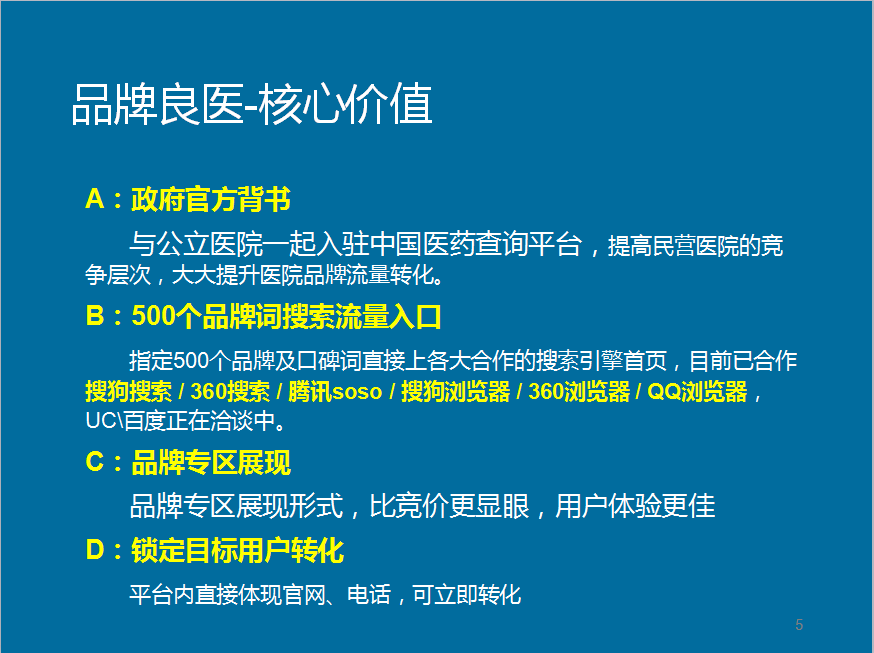 品牌良医-核心价值
A：政府官方背书
与公立医院一起入驻中国医药查询平台，提高民营医院的竞
争层次，大大提升医院品牌流量转化。
B：500个品牌词搜索流量入口
指定500个品牌及口碑词直接上各大合作的搜索引擎首页，目前已合作
搜狗搜索 / 360搜索 / 腾讯soso / 搜狗浏览器 / 360浏览器 / QQ浏览器，
UC\百度正在洽谈中。
C：品牌专区展现
品牌专区展现形式，比竞价更显眼，用户体验更佳
D：锁定目标用户转化
平台内直接体现官网、电话，可立即转化
5